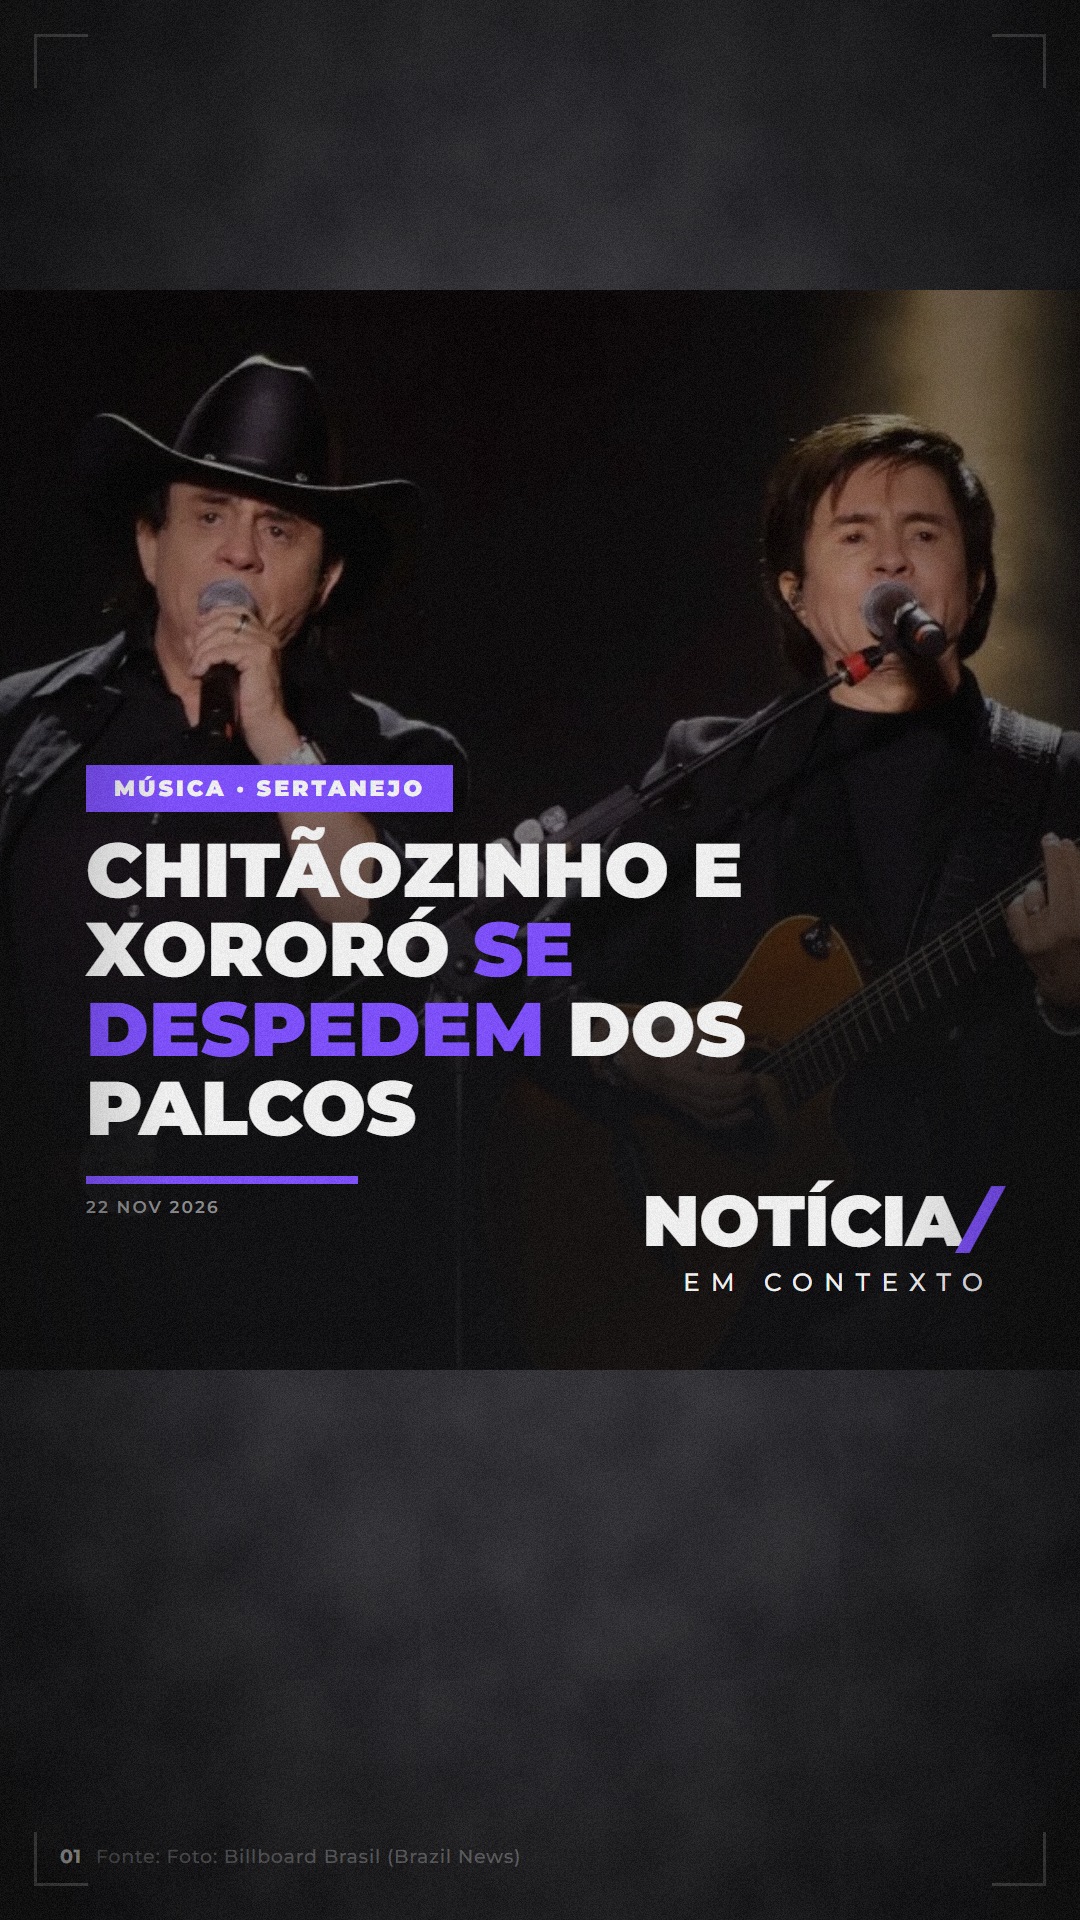 MÚSICA • SERTANEJO
CHITÃOZINHO E
XORORÓ SE
DESPEDEM DOS
PALCOS
22 NOV 2026
NOTÍCIA/
EM CONTEXTO
01 Fonte: Foto: Billboard Brasil (Brazil News)